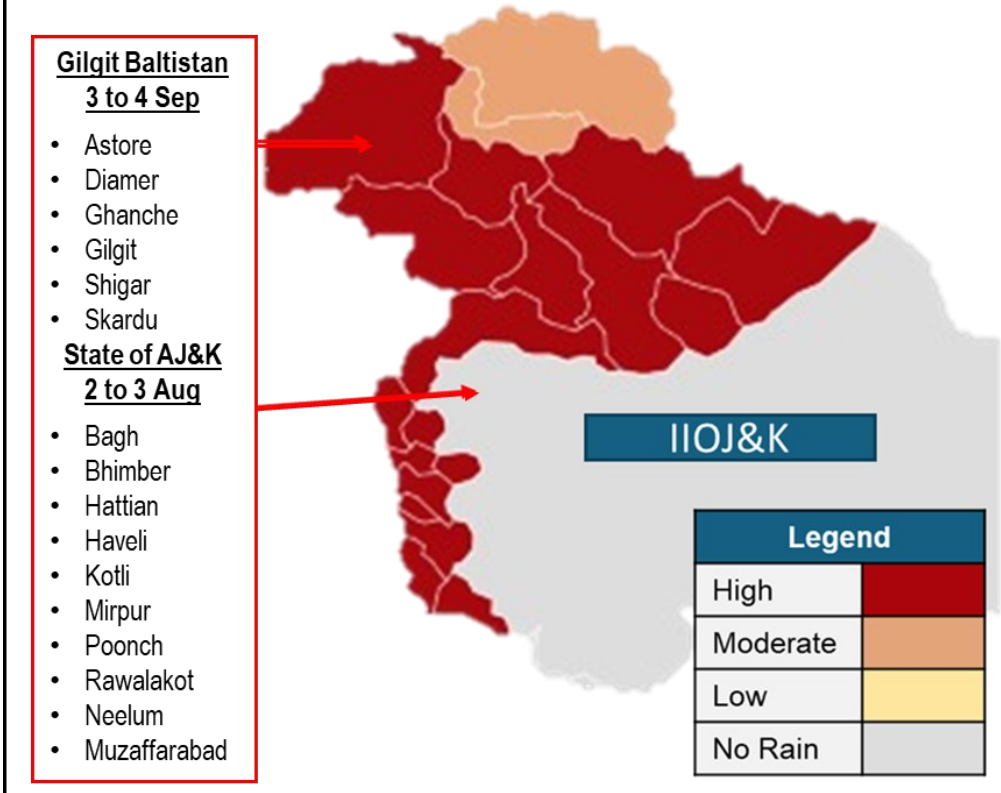 Gilgit Baltistan
3 to 4 Sep
• Astore
• Diamer
• Ghanche
• Gilgit
• Shigar
• Skardu
State of AJ&K
2 to 3 Aug
• Bagh
• Bhimber
• Hattian
• Haveli
• Kotli
• Mirpur
• Poonch
• Rawalakot
• Neelum
• Muzaffarabad
IIOJ&K
Legend
High
Moderate
Low
No Rain